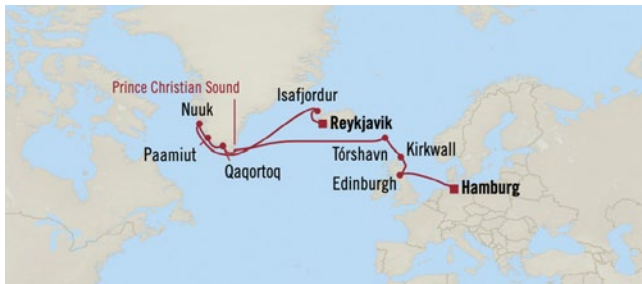 Prince Christian Sound
Isafjordur
Nuuk
Reykjavik
Paamiut
Qaqortoq
Tórshavn
Kirkwall
Edinburgh
Hamburg